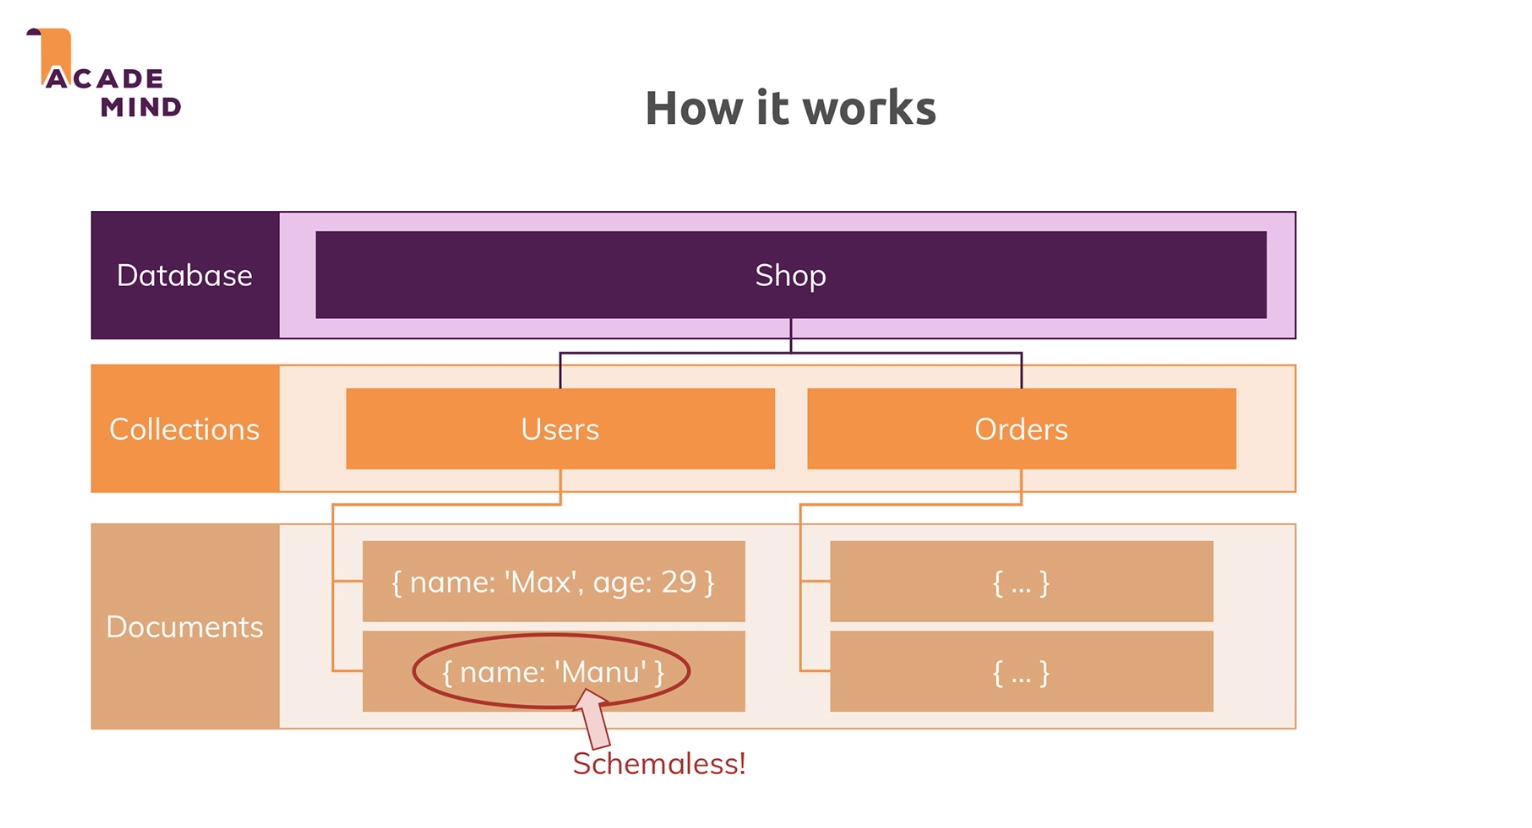 ACADE
MIND
How it works
Database
Shop
Collections
Users
Orders
Documents
{ name: 'Max', age: 29 }
{ ... }
{ name: 'Manu' }
{ ... }
Schemaless!